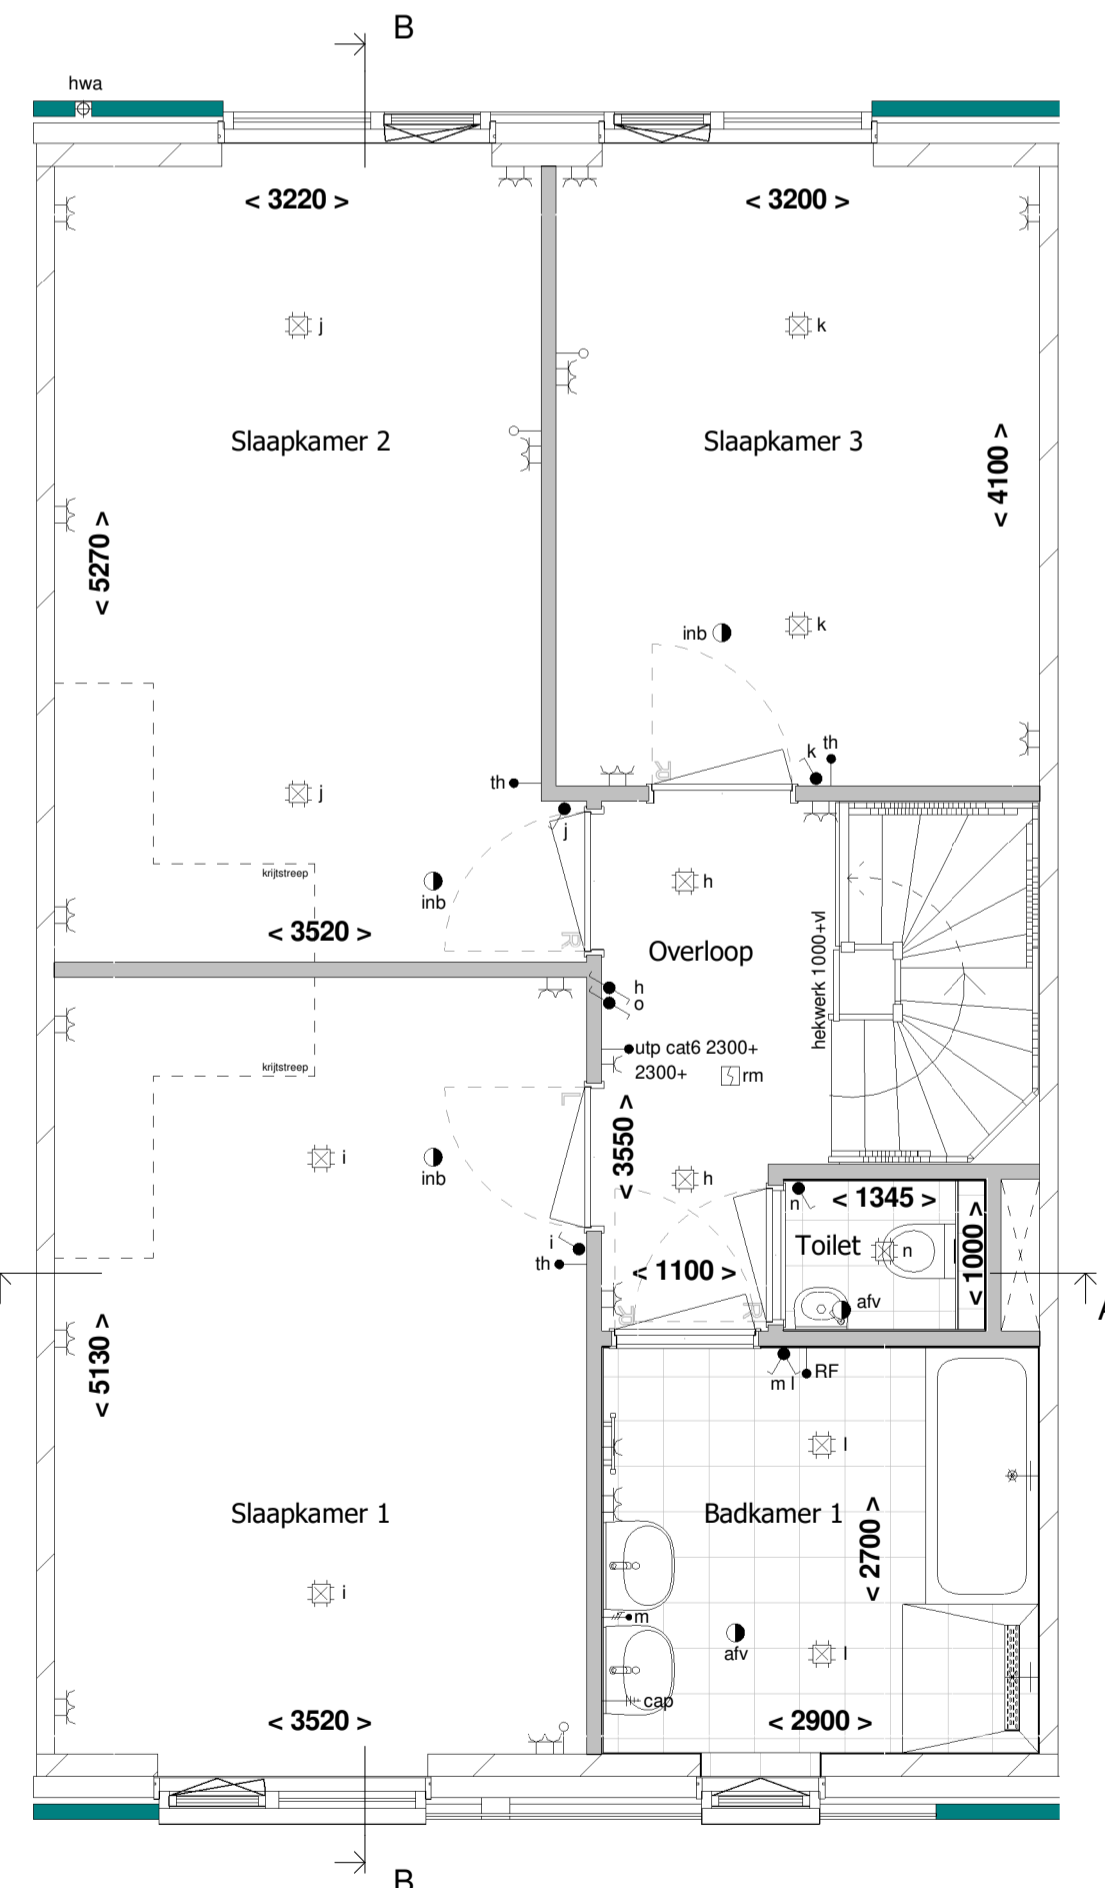 B
hwa
< 3220 >
< 3200 >
j
k
Slaapkamer 2
Slaapkamer 3
< 4100 >
< 5270 >
inb
k
k
th
R
th
j
j
krijtstreep
inb
h
< 3520 >
R
Overloop
hekwerk 1000+vl
h
o
utp cat6 2300+
2300+
rm
krijtstreep
L
< 3550 >
i
inb
h
n
< 1345 >
i
th
Toilet
n
< 1000 >
< 1100 >
afv
R
R
A
< 5130 >
m l
RF
l
Slaapkamer 1
Badkamer 1
< 2700 >
i
m
afv
l
cap
< 3520 >
< 2900 >
B